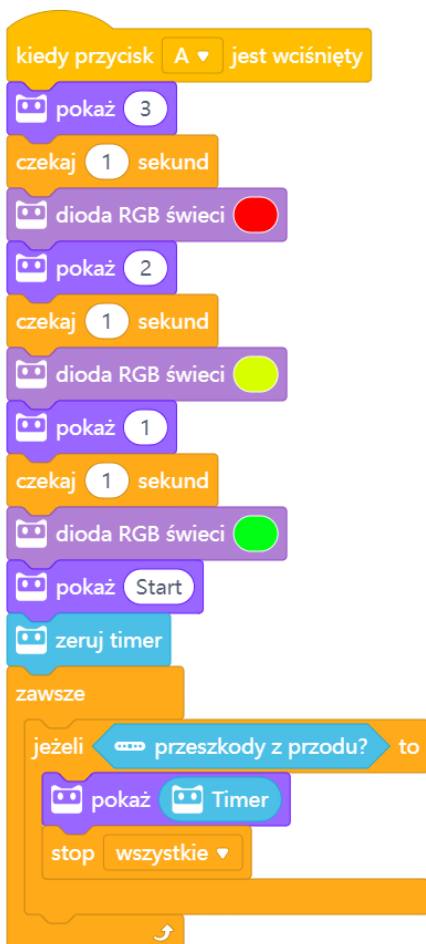 kiedy przycisk A jest wciśnięty
pokaż 3
czekaj 1 sekund
dioda RGB świeci
pokaż 2
czekaj 1 sekund
dioda RGB świeci
pokaż 1
czekaj 1 sekund
dioda RGB świeci
pokaż Start
zeruj timer
zawsze
jeżeli przeszkody z przodu? to
pokaż Timer
stop wszystkie